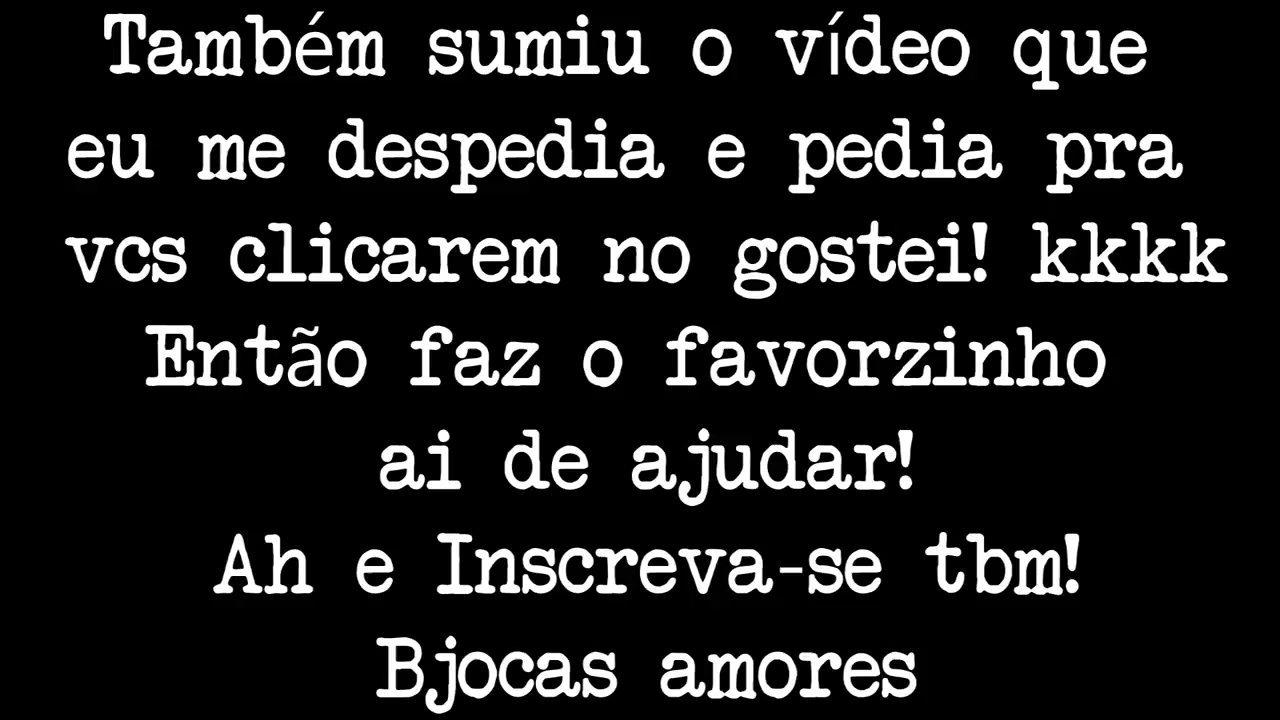 Também sumiu o vídeo que
eu me despedia e pedia pra
vcs clicarem no gostei! kkkk
Então faz o favorzinho
ai de ajudar!
Ah e Inscreva-se tbm!
Bjocas amores